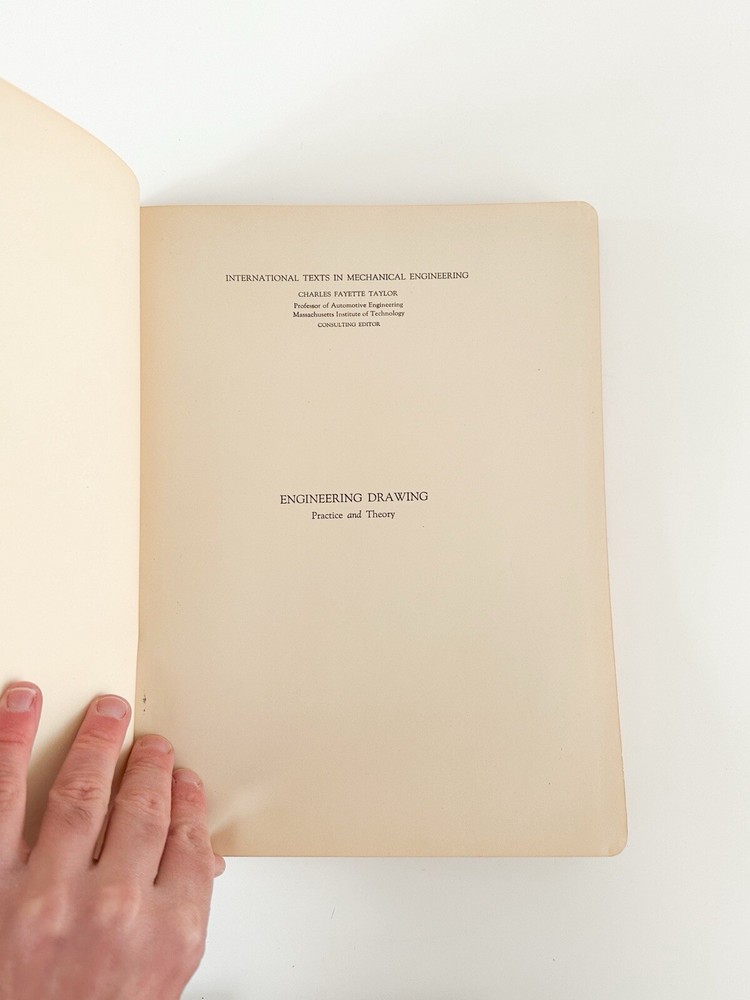 INTERNATIONAL TEXTS IN MECHANICAL ENGINEERING
CHARLES FAYETTE TAYLOR
Professor of Automotive Engineering
Massachusetts Institute of Technology
CONSULTING EDITOR
ENGINEERING DRAWING
Practice and Theory